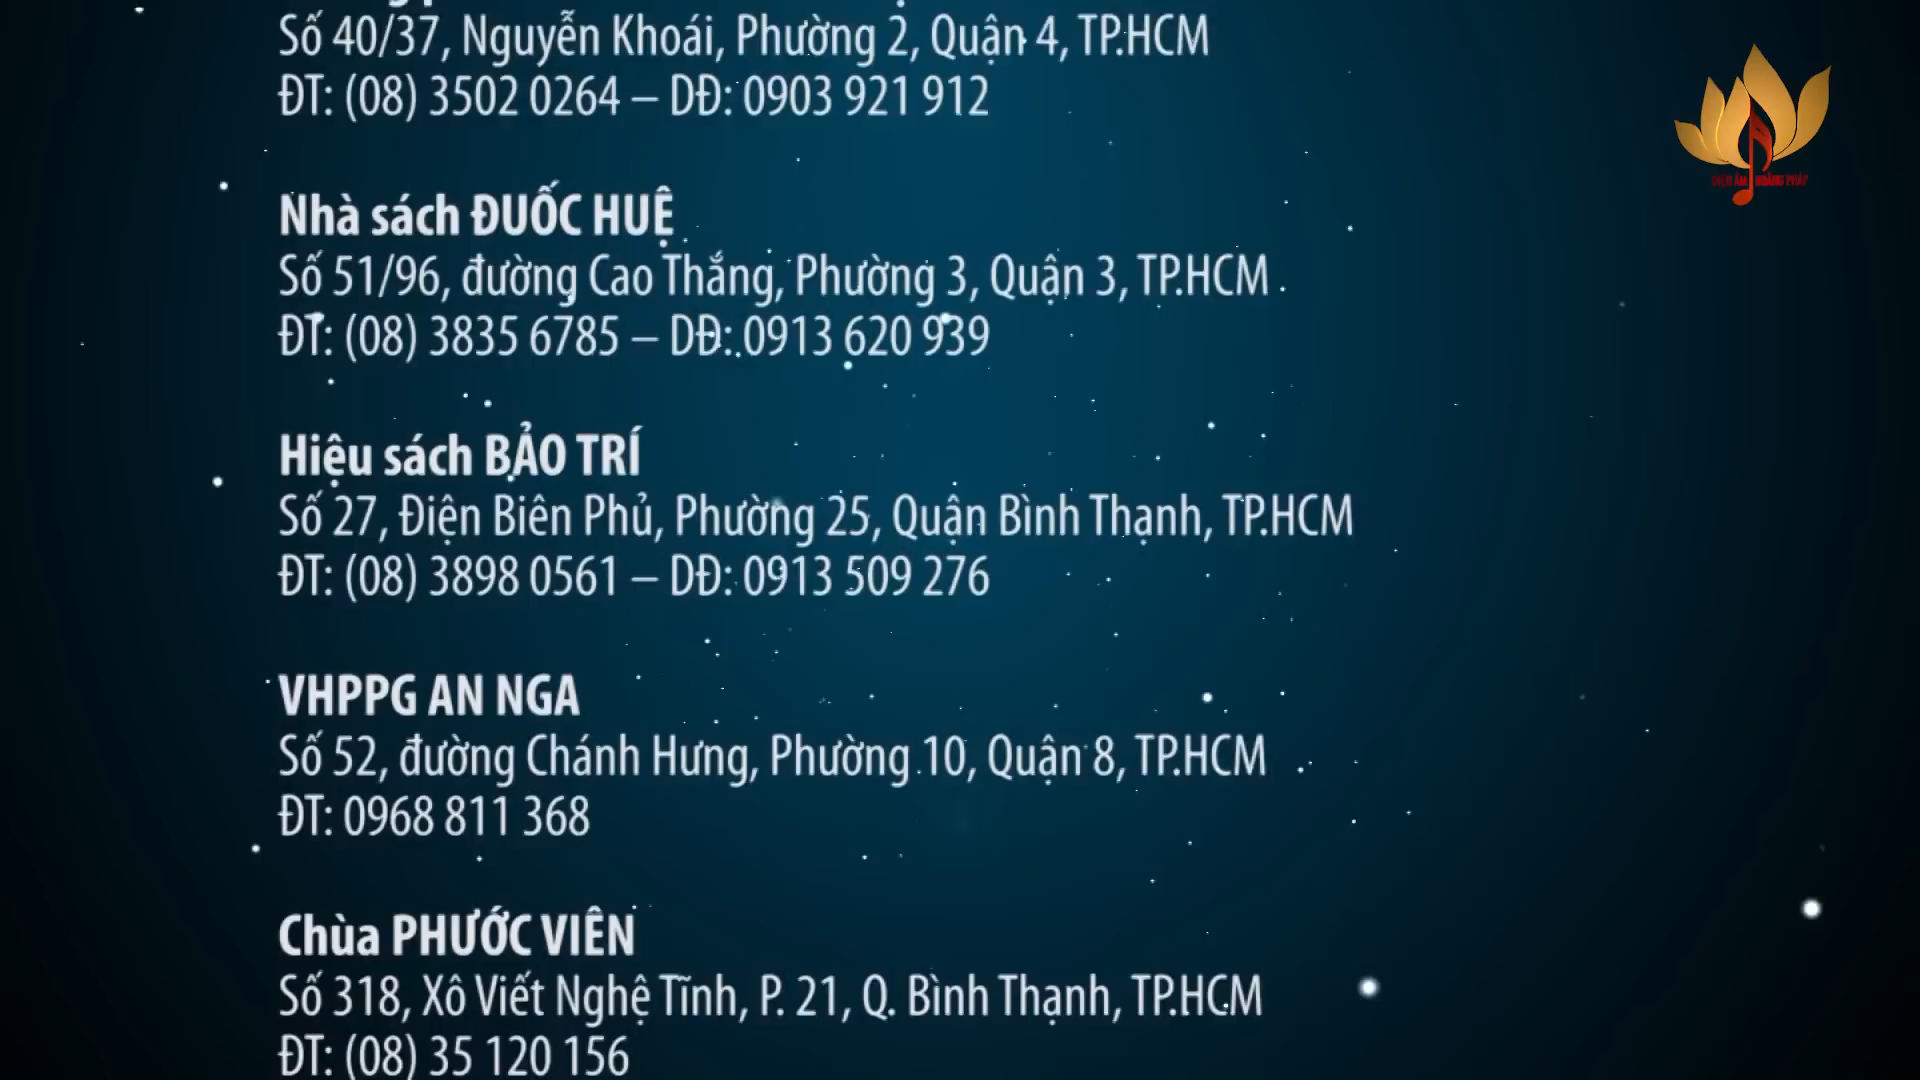 Số 40/37, Nguyễn Khoái, Phường 2, Quận 4, TP.HCM
ĐT: (08) 3502 0264 – DĐ: 0903 921 912
Nhà sách ĐUỐC HUỆ
Số 51/96, đường Cao Thắng, Phường 3, Quận 3, TP.HCM
ĐT: (08) 3835 6785 – DĐ: 0913 620 939
Hiệu sách BẢO TRÍ
Số 27, Điện Biên Phủ, Phường 25, Quận Bình Thạnh, TP.HCM
ĐT: (08) 3898 0561 – DĐ: 0913 509 276
VHPPG AN NGA
Số 52, đường Chánh Hưng, Phường 10, Quận 8, TP.HCM
ĐT: 0968 811 368
Chùa PHƯỚC VIÊN
Số 318, Xô Viết Nghệ Tĩnh, P. 21, Q. Bình Thạnh, TP.HCM
ĐT: (08) 35 120 156